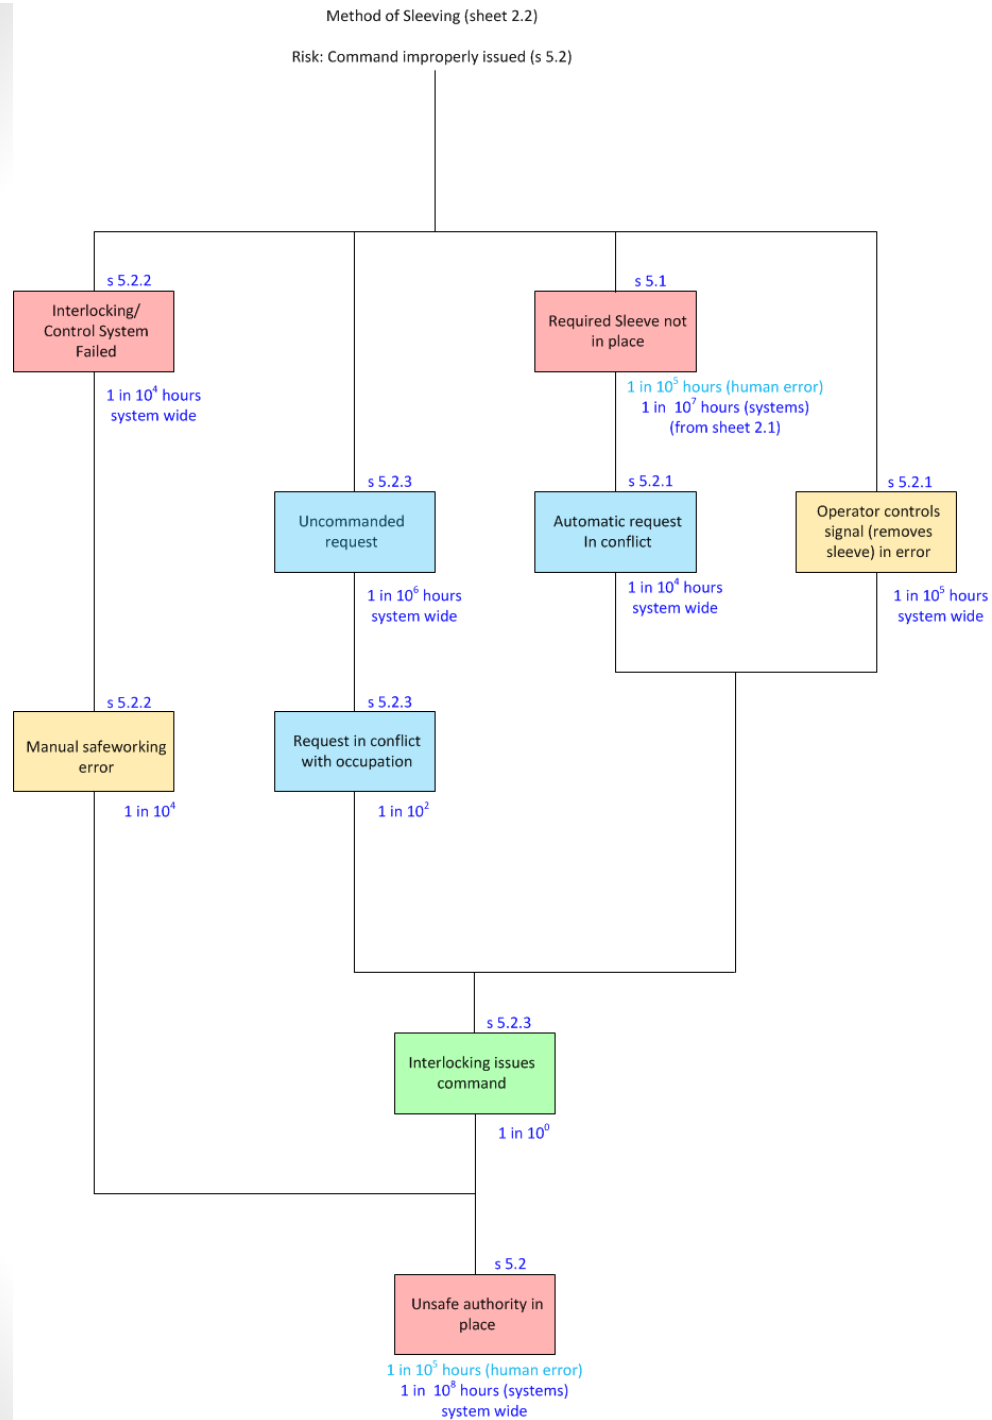 Method of Sleeving (sheet 2.2)
Risk: Command improperly issued (s 5.2)
s 5.2.2
Interlocking/
Control System
Failed
1 in 10⁴ hours
system wide
s 5.1
Required Sleeve not
in place
1 in 10⁵ hours (human error)
1 in 10⁷ hours (systems)
(from sheet 2.1)
s 5.2.3
Uncommanded
request
1 in 10⁶ hours
system wide
s 5.2.1
Automatic request
In conflict
1 in 10⁴ hours
system wide
s 5.2.1
Operator controls
signal (removes
sleeve) in error
1 in 10⁵ hours
system wide
s 5.2.2
Manual safeworking
error
1 in 10⁴
s 5.2.3
Request in conflict
with occupation
1 in 10²
s 5.2.3
Interlocking issues
command
1 in 10⁰
s 5.2
Unsafe authority in
place
1 in 10⁵ hours (human error)
1 in 10⁸ hours (systems)
system wide